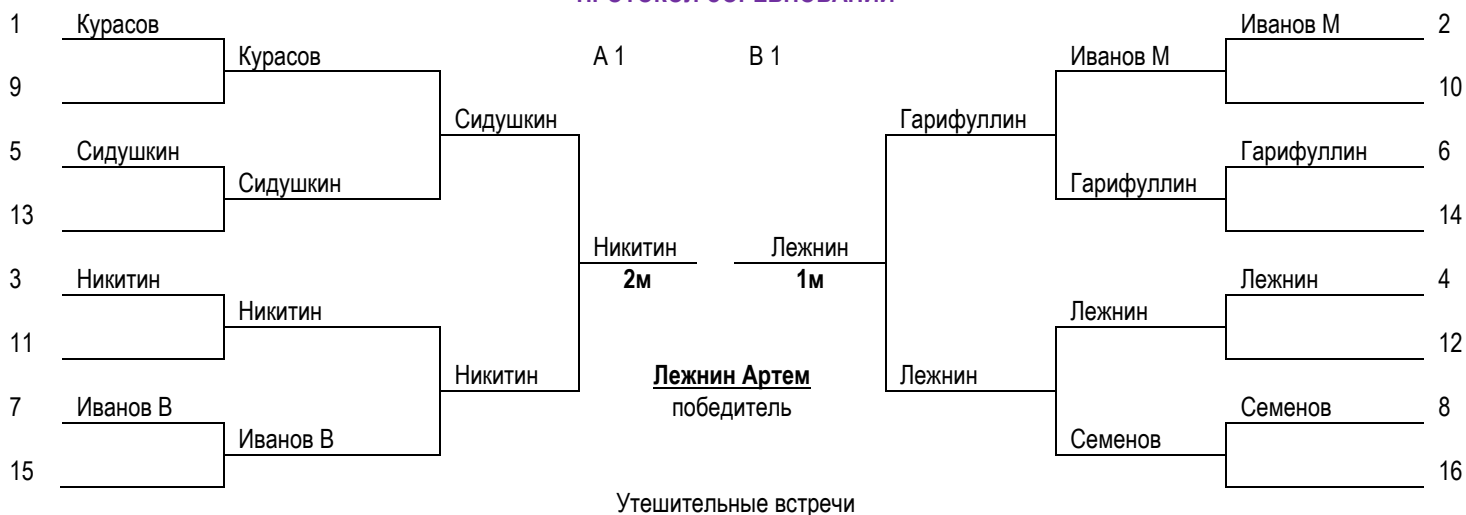 ПРОТОКОЛ СОРЕВНОВАНИЙ
1 Курасов Иванов М 2
Курасов А 1 В 1 Иванов М
9 10
Сидушкин Гарифуллин
5 Сидушкин Гарифуллин 6
Сидушкин Гарифуллин
13 14
Никитин Лежнин
3 Никитин 2м 1м Лежнин 4
Никитин Лежнин
11 12
Никитин Лежнин Артем Лежнин
7 Иванов В победитель Семенов 8
Иванов В Семенов
15 16
Утешительные встречи